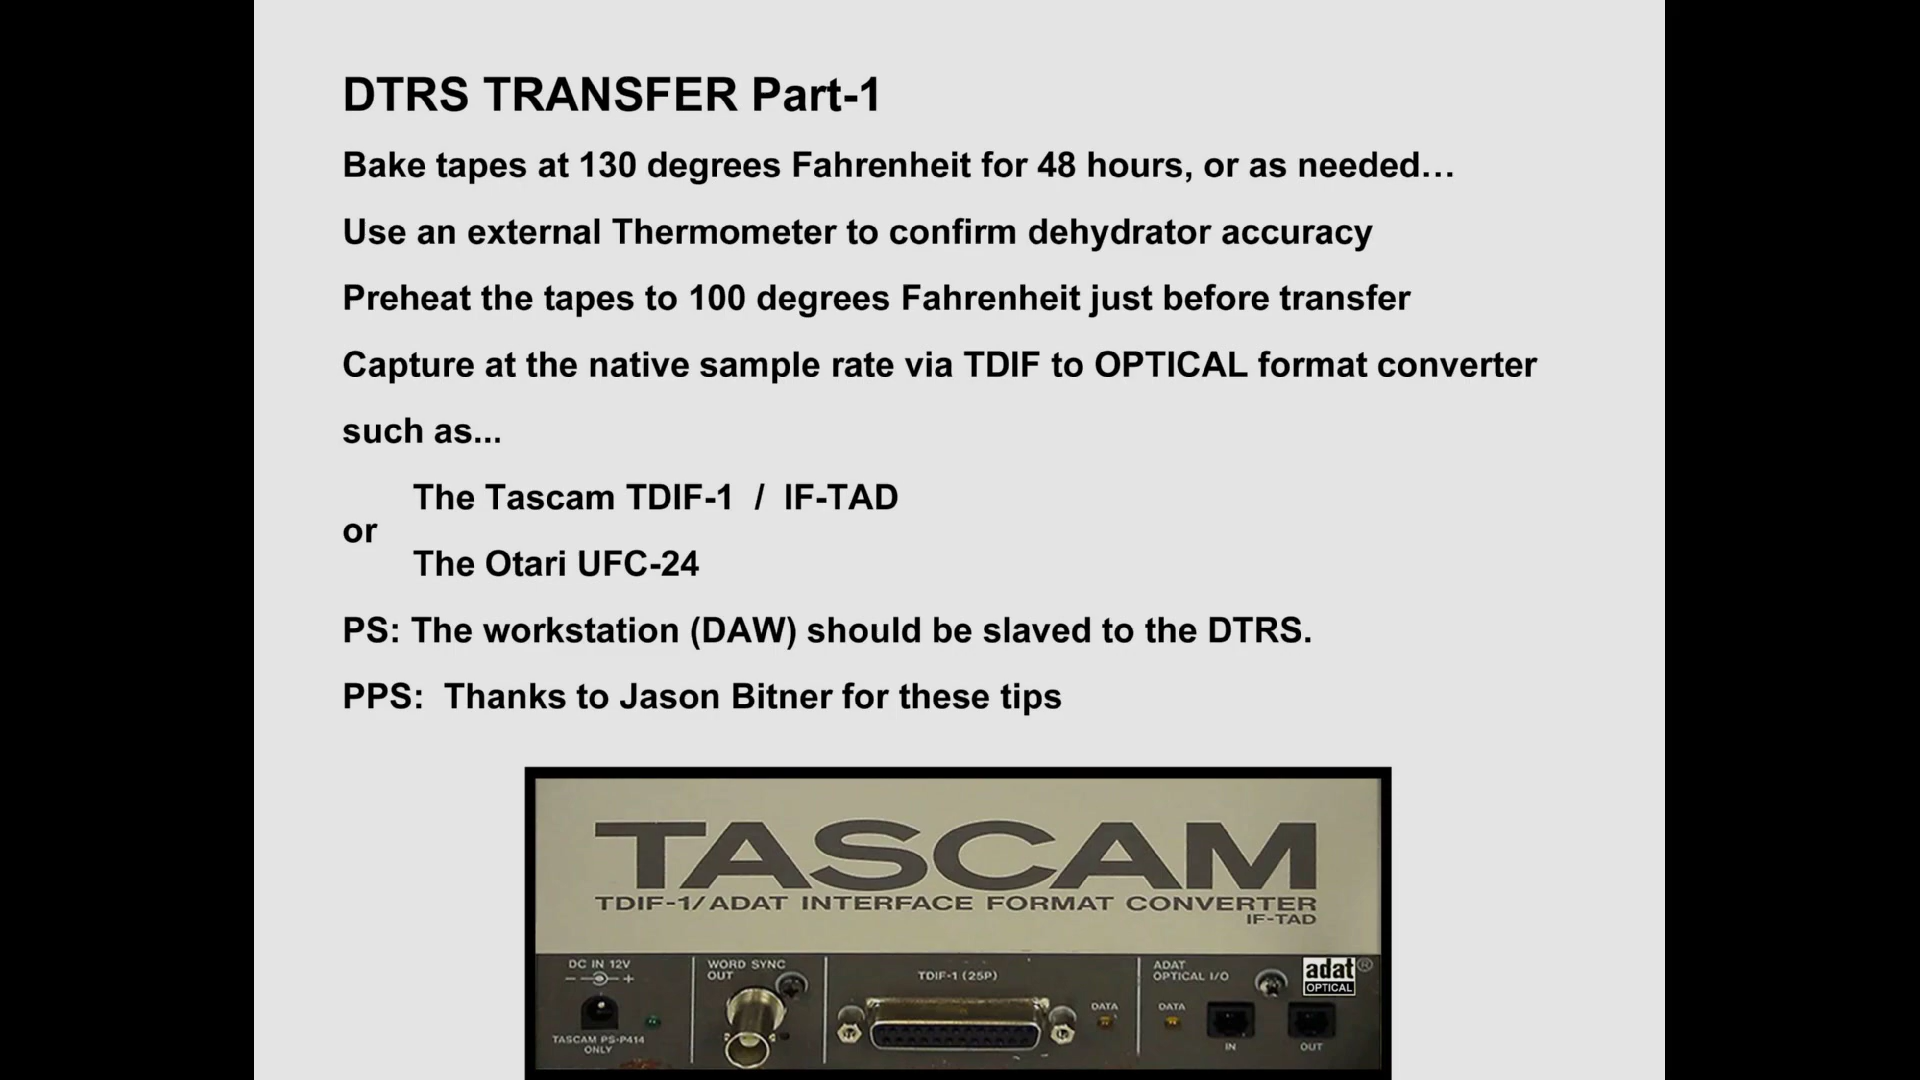 DTRS TRANSFER Part-1
Bake tapes at 130 degrees Fahrenheit for 48 hours, or as needed…
Use an external Thermometer to confirm dehydrator accuracy
Preheat the tapes to 100 degrees Fahrenheit just before transfer
Capture at the native sample rate via TDIF to OPTICAL format converter
such as...
The Tascam TDIF-1 / IF-TAD
or
The Otari UFC-24
PS: The workstation (DAW) should be slaved to the DTRS.
PPS: Thanks to Jason Bitner for these tips
TASCAM
TDIF-1/ADAT INTERFACE FORMAT CONVERTER
IF-TAD
DC IN 12V
- +
TASCAM PS-P414
ONLY
WORD SYNC
OUT
TDIF-1 (25P)
DATA
ADAT
OPTICAL I/O
DATA
adat®
OPTICAL
IN
OUT